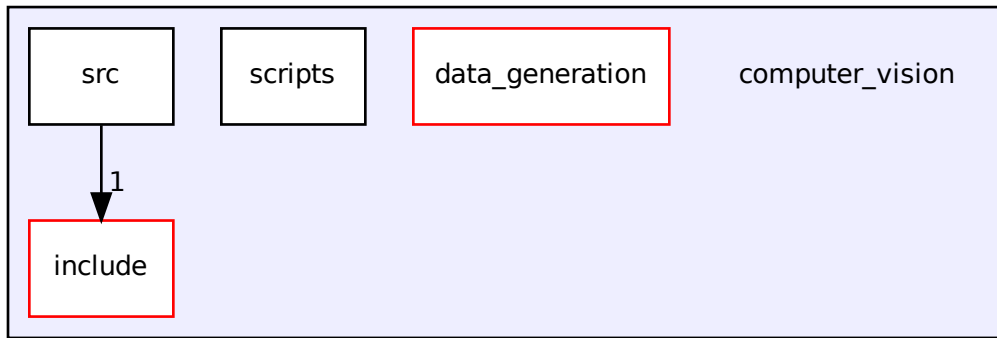 src
scripts
data_generation
computer_vision
1
include